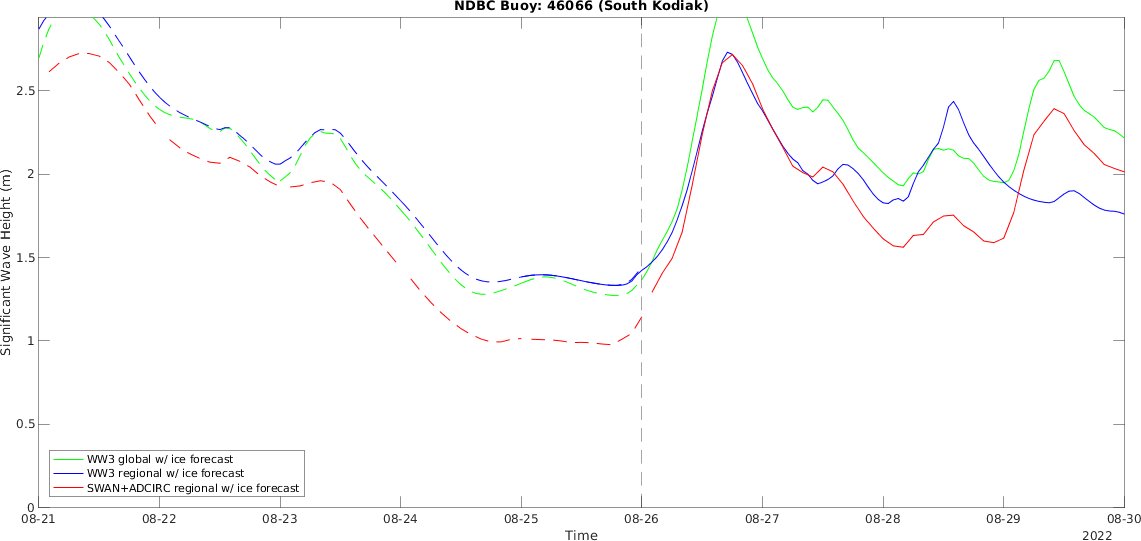 NDBC Buoy: 46066 (South Kodiak)
Significant Wave Height (m)
2.5
2
1.5
1
0.5
0
WW3 global w/ ice forecast
WW3 regional w/ ice forecast
SWAN+ADCIRC regional w/ ice forecast
08-21 08-22 08-23 08-24 08-25 08-26 08-27 08-28 08-29 08-30
Time
2022